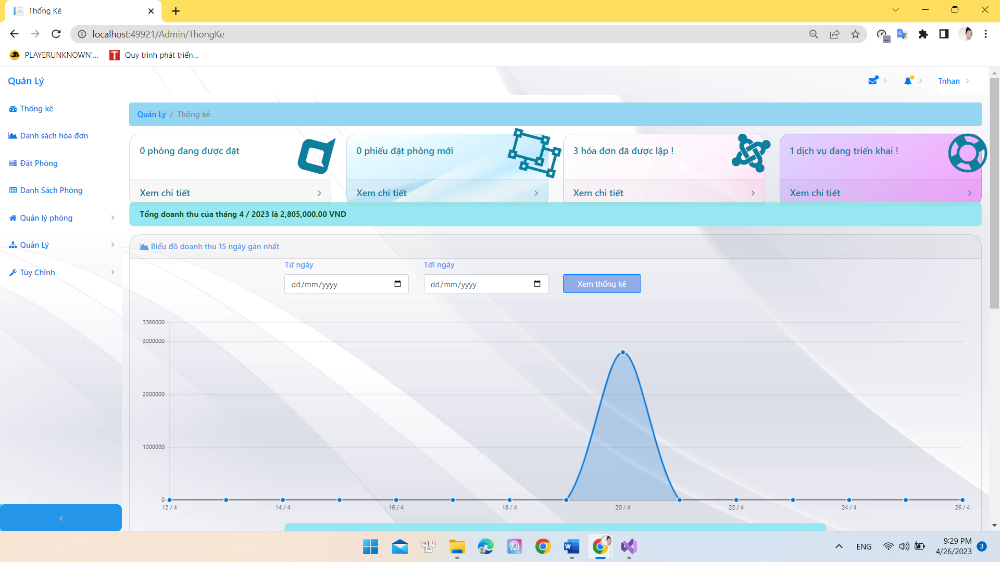 Thống Kê
localhost:49921/Admin/ThongKe
PLAYERUNKNOWN'...
Quy trình phát triển...
Quản Lý
Tnhan
Thống kê
Danh sách hóa đơn
Đặt Phòng
Danh Sách Phòng
Quản lý phòng
Quản Lý
Tùy Chỉnh
Quản Lý / Thống kê
0 phòng đang được đặt
Xem chi tiết
0 phiếu đặt phòng mới
Xem chi tiết
3 hóa đơn đã được lập !
Xem chi tiết
1 dịch vụ đang triển khai !
Xem chi tiết
Tổng doanh thu của tháng 4 / 2023 là 2,805,000.00 VND
Biểu đồ doanh thu 15 ngày gàn nhất
Từ ngày
dd/mm/yyyy
Tới ngày
dd/mm/yyyy
Xem thống kê
3366000
3000000
2000000
1000000
0
12 / 4 14 / 4 16 / 4 18 / 4 20 / 4 22 / 4 24 / 4 26 / 4
ENG
9:29 PM
4/26/2023
3